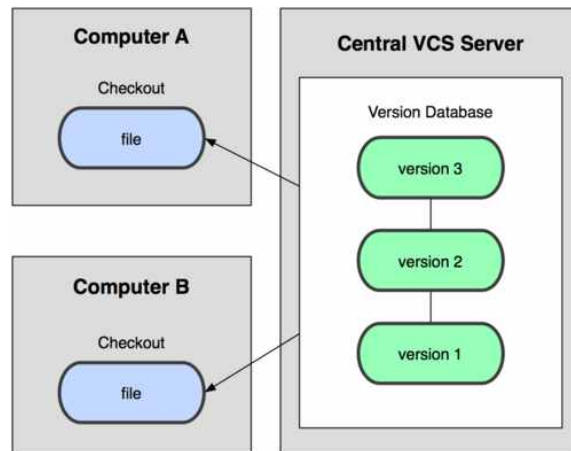 Computer A
Checkout
file
Computer B
Checkout
file
Central VCS Server
Version Database
version 3
version 2
version 1